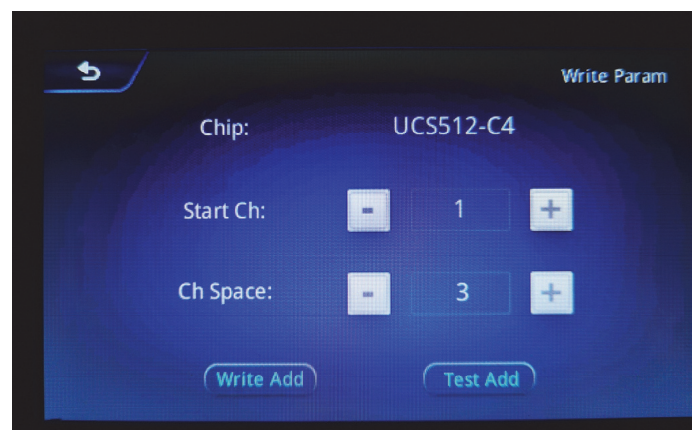 Write Param
Chip: UCS512-C4
Start Ch: - 1 +
Ch Space: - 3 +
Write Add Test Add